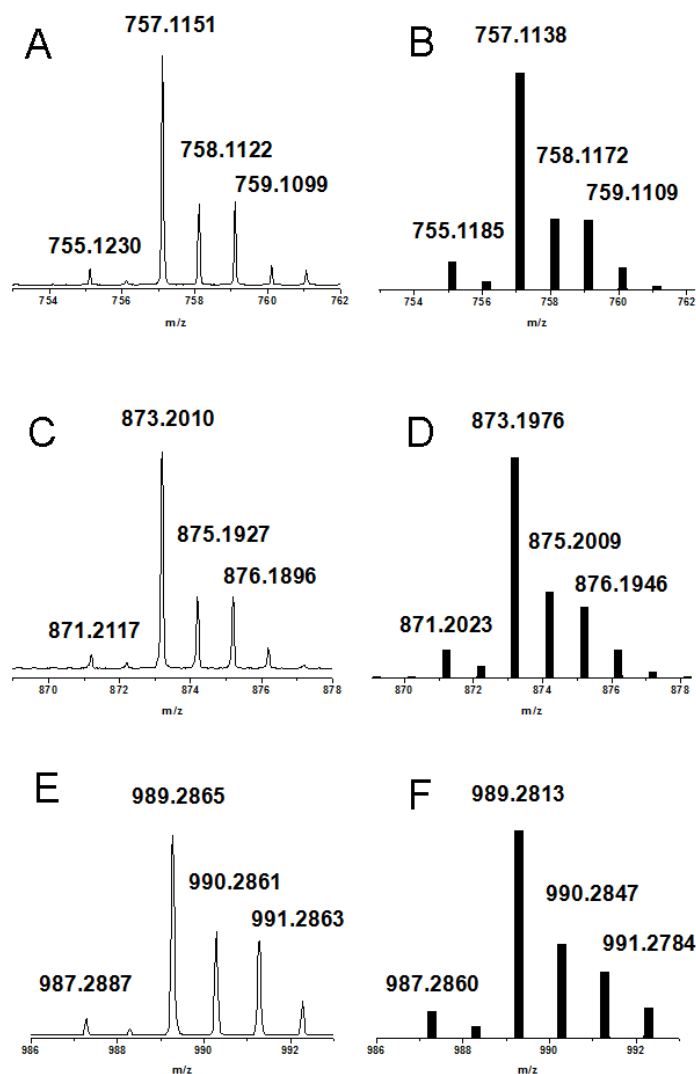 A
757.1151
758.1122
759.1099
755.1230
754 756 758 760 762
m/z
B
757.1138
758.1172
759.1109
755.1185
754 756 758 760 762
m/z
C
873.2010
875.1927
876.1896
871.2117
870 872 874 876 878
m/z
D
873.1976
875.2009
876.1946
871.2023
870 872 874 876 878
m/z
E
989.2865
990.2861
991.2863
987.2887
986 988 990 992
m/z
F
989.2813
990.2847
991.2784
987.2860
986 988 990 992
m/z